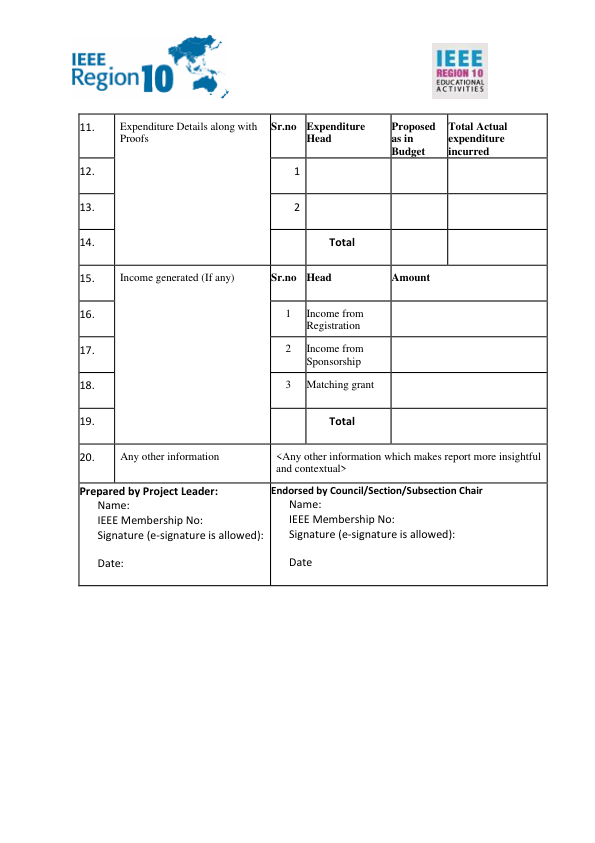 IEEE
Region 10
IEEE
REGION 10
EDUCATIONAL
ACTIVITIES
11.
Expenditure Details along with
Proofs
Sr.no
Expenditure
Head
Proposed
as in
Budget
Total Actual
expenditure
incurred
12.
1
13.
2
14.
Total
15.
Income generated (If any)
Sr.no
Head
Amount
16.
1
Income from
Registration
17.
2
Income from
Sponsorship
18.
3
Matching grant
19.
Total
20.
Any other information
<Any other information which makes report more insightful
and contextual>
Prepared by Project Leader:
Name:
IEEE Membership No:
Signature (e-signature is allowed):
Date:
Endorsed by Council/Section/Subsection Chair
Name:
IEEE Membership No:
Signature (e-signature is allowed):
Date